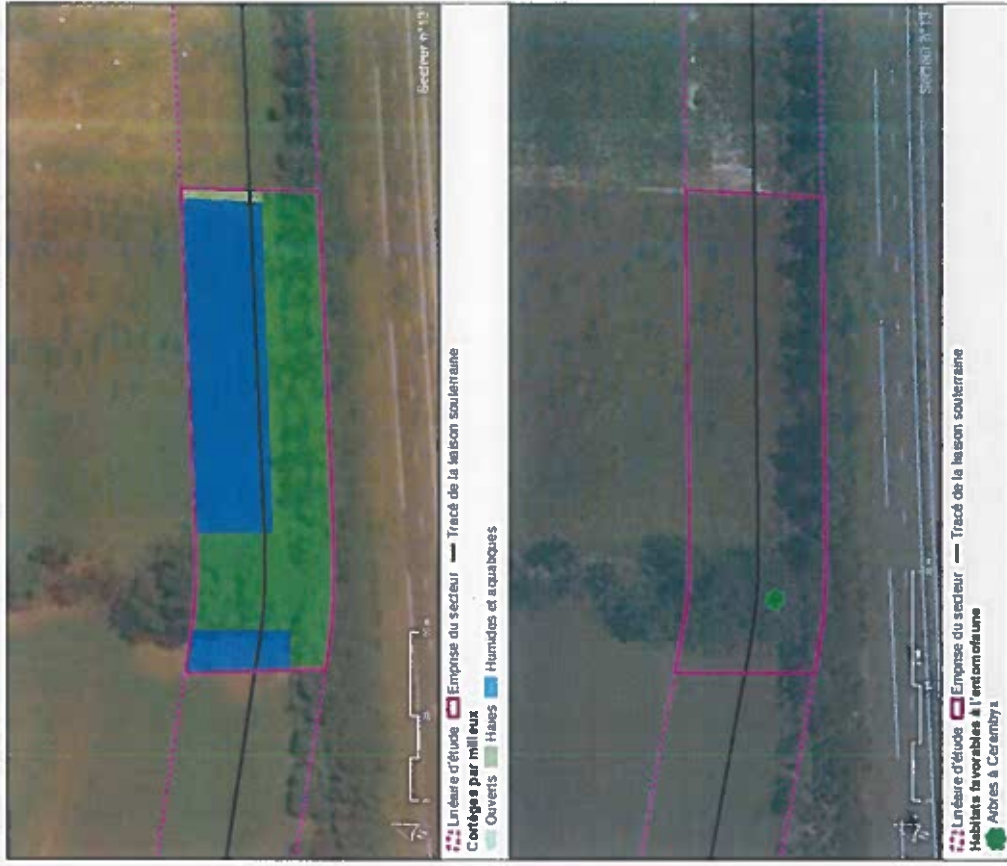 Secteur n°13
Linéaire d'étude Emprise du secteur Tracé de la liaison souterraine
Cortèges par milieux
Ouverts Haies Humides et aquatiques
Secteur n°13
Linéaire d'étude Emprise du secteur Tracé de la liaison souterraine
Habitats favorables à l'entomofaune
Arbres à Cerambyx